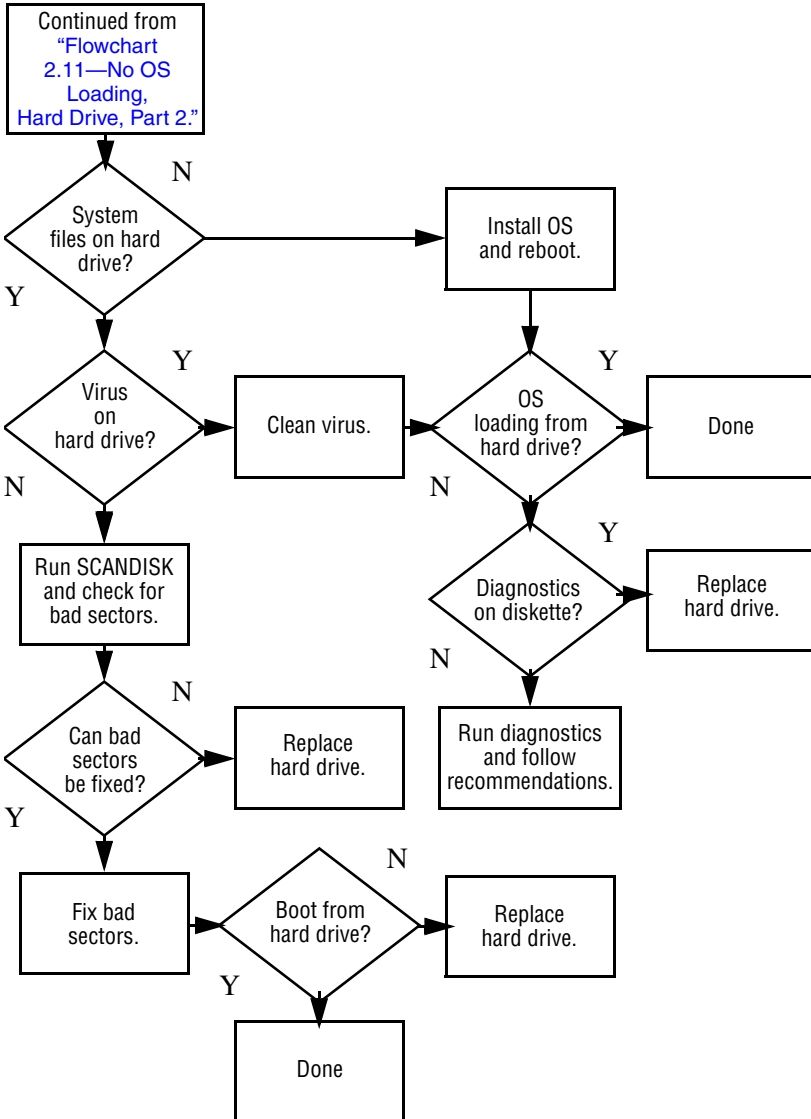 Continued from
“Flowchart
2.11—No OS
Loading,
Hard Drive, Part 2.”
N
System
files on hard
drive?
Install OS
and reboot.
Y
Y
Y
Virus
on
hard drive?
Clean virus.
OS
loading from
hard drive?
Done
N
N
Y
Run SCANDISK
and check for
bad sectors.
Diagnostics
on diskette?
Replace
hard drive.
N
N
Can bad
sectors
be fixed?
Replace
hard drive.
Run diagnostics
and follow
recommendations.
Y
N
Fix bad
sectors.
Boot from
hard drive?
Replace
hard drive.
Y
Done